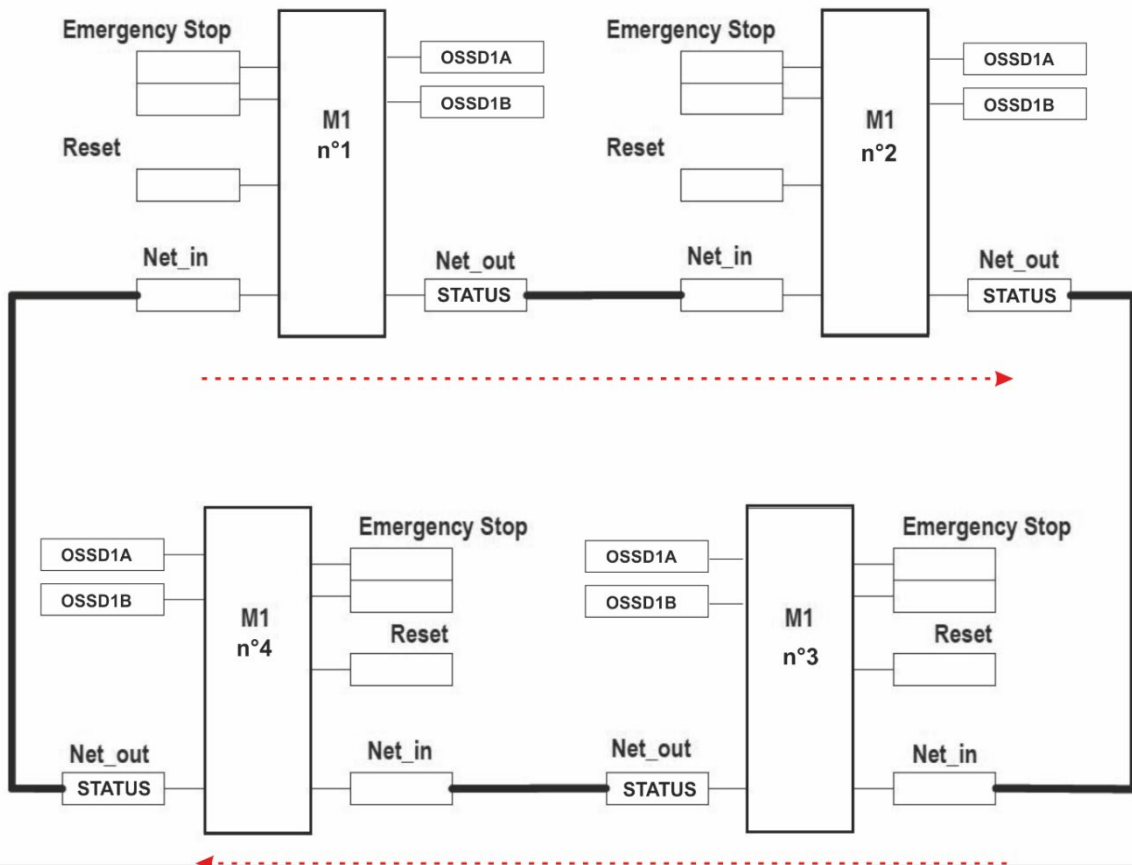 Emergency Stop
OSSD1A
OSSD1B
M1
n°1
Reset
Net_in
Net_out
STATUS
Emergency Stop
OSSD1A
OSSD1B
M1
n°2
Reset
Net_in
Net_out
STATUS
OSSD1A
OSSD1B
M1
n°4
Emergency Stop
Reset
Net_out
STATUS
Net_in
OSSD1A
OSSD1B
M1
n°3
Emergency Stop
Reset
Net_out
STATUS
Net_in